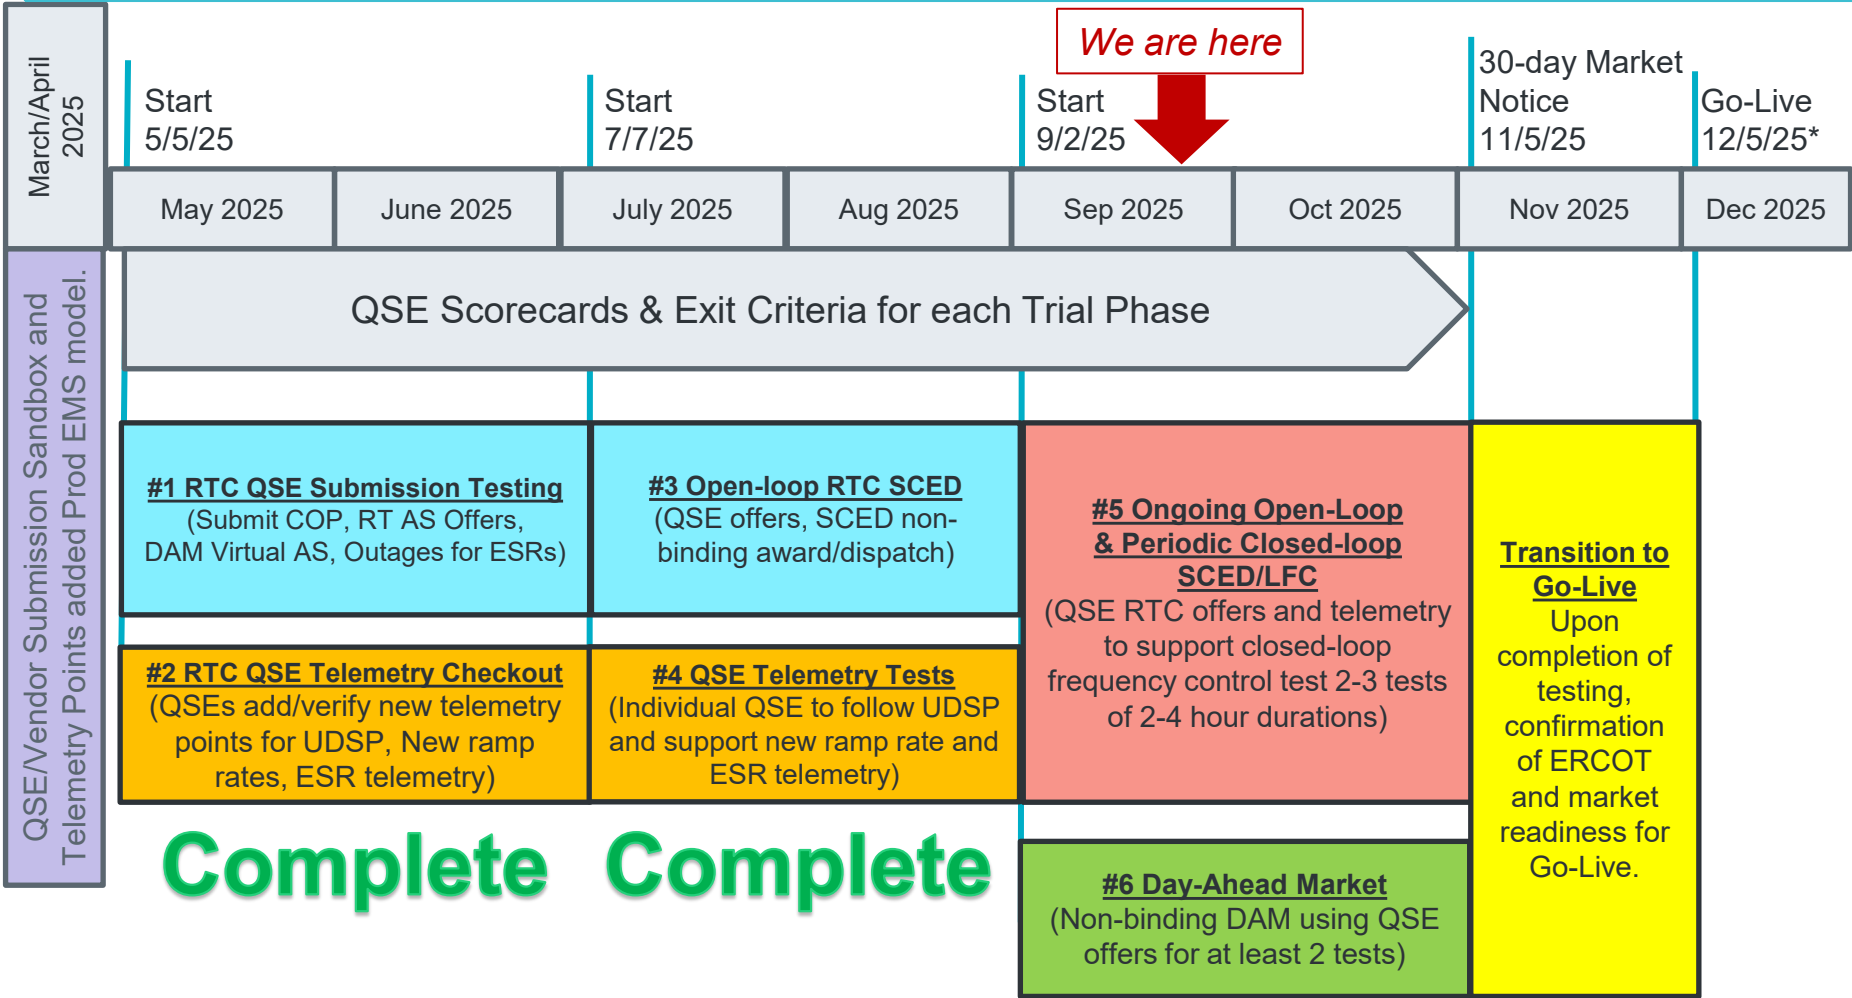 We are here
March/April
2025
Start
5/5/25
Start
7/7/25
Start
9/2/25
30-day Market
Notice
11/5/25
Go-Live
12/5/25*
May 2025
June 2025
July 2025
Aug 2025
Sep 2025
Oct 2025
Nov 2025
Dec 2025
QSE/Vendor Submission Sandbox and
Telemetry Points added Prod EMS model.
QSE Scorecards & Exit Criteria for each Trial Phase
#1 RTC QSE Submission Testing
(Submit COP, RT AS Offers,
DAM Virtual AS, Outages for ESRs)
#2 RTC QSE Telemetry Checkout
(QSEs add/verify new telemetry
points for UDSP, New ramp
rates, ESR telemetry)
Complete
#3 Open-loop RTC SCED
(QSE offers, SCED non-
binding award/dispatch)
#4 QSE Telemetry Tests
(Individual QSE to follow UDSP
and support new ramp rate and
ESR telemetry)
Complete
#5 Ongoing Open-Loop
& Periodic Closed-loop
SCED/LFC
(QSE RTC offers and telemetry
to support closed-loop
frequency control test 2-3 tests
of 2-4 hour durations)
#6 Day-Ahead Market
(Non-binding DAM using QSE
offers for at least 2 tests)
Transition to
Go-Live
Upon
completion of
testing,
confirmation
of ERCOT
and market
readiness for
Go-Live.